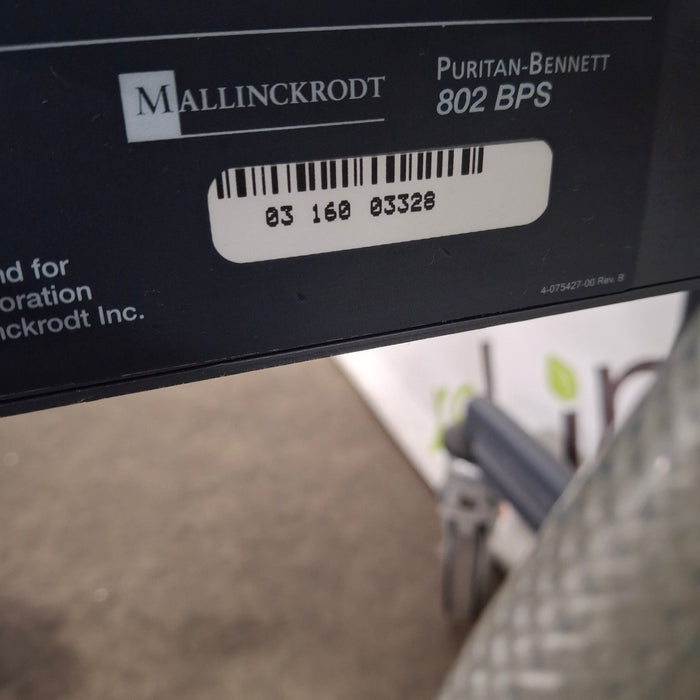 MALLINCKRODT
PURITAN-BENNETT
802 BPS
03 160 03328
nd for
oration
nckrodt Inc.
4-075427-00 Rev. B